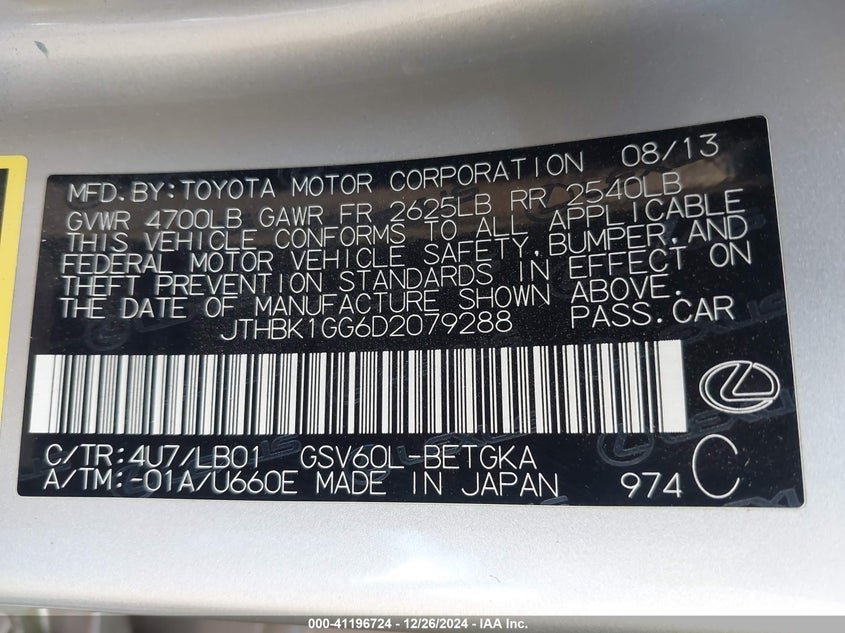 MFD. BY: TOYOTA MOTOR CORPORATION 08/13
GVWR 4700LB GAWR FR 2625LB RR 2540LB
THIS VEHICLE CONFORMS TO ALL APPLICABLE
FEDERAL MOTOR VEHICLE SAFETY, BUMPER, AND
THEFT PREVENTION STANDARDS IN EFFECT ON
THE DATE OF MANUFACTURE SHOWN ABOVE.
JTHBK1GG6D2079288 PASS. CAR
C/TR: 4U7/LB01 GSV60L-BETGKA
A/TM: -01A/U660E MADE IN JAPAN 974 C
000-41196724 - 12/26/2024 - IAA Inc.